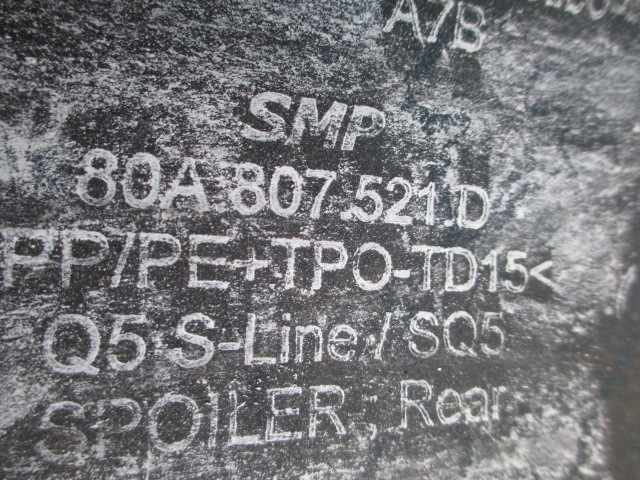 A7B
SMP
80A 807.521.D
PP/PE+TPO-TD15<
Q5 S-Line / SQ5
SPOILER ; Rear